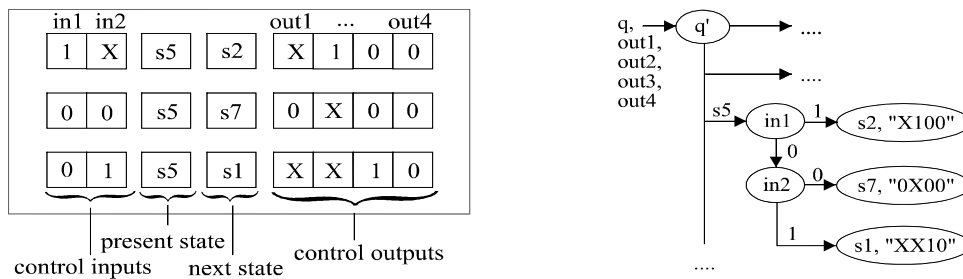 in1 in2 out1 ... out4
1 X s5 s2 X 1 0 0
0 0 s5 s7 0 X 0 0
0 1 s5 s1 X X 1 0
present state
control inputs next state control outputs
q,
out1,
out2,
out3,
out4
q'
....
....
s5 in1 1 s2, "X100"
0
in2 0 s7, "0X00"
1 s1, "XX10"
....